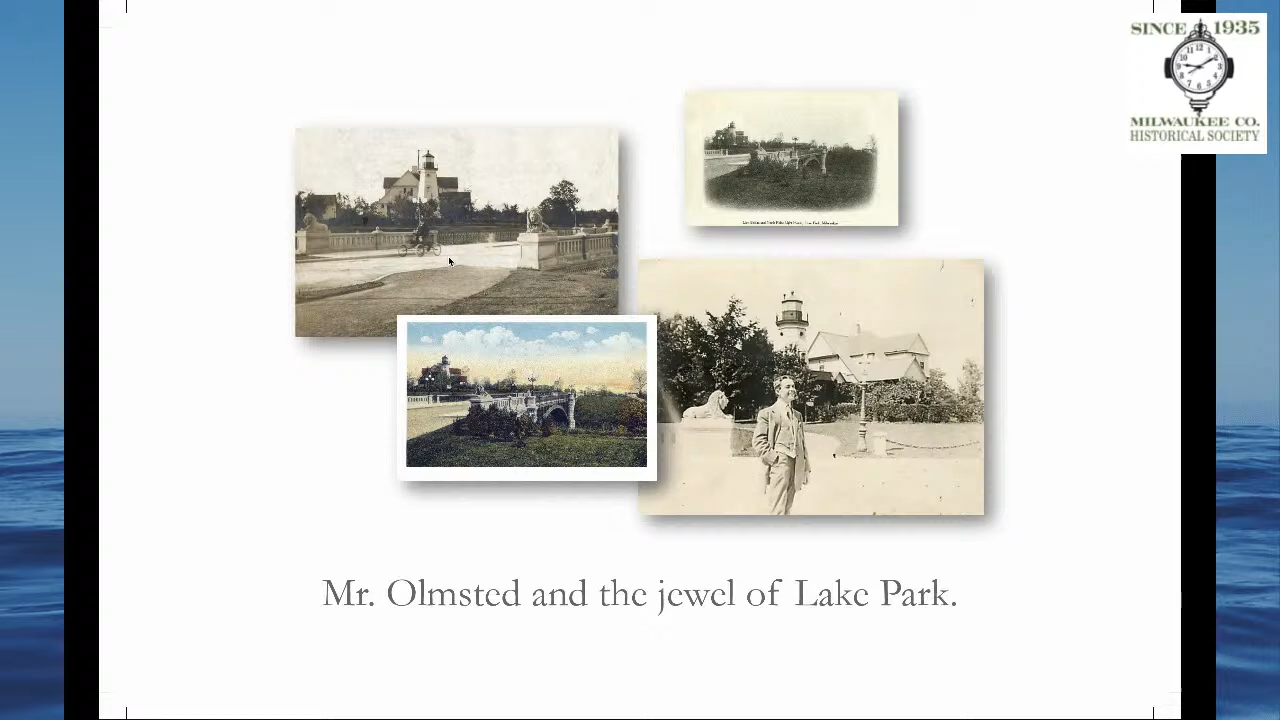 SINCE 1935
MILWAUKEE CO.
HISTORICAL SOCIETY
Mr. Olmsted and the jewel of Lake Park.